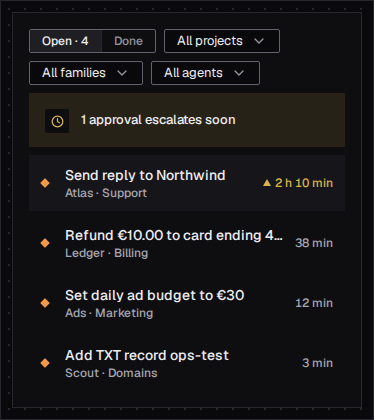 Open · 4 Done All projects
All families All agents
1 approval escalates soon
Send reply to Northwind
▲ 2 h 10 min
Atlas · Support
Refund €10.00 to card ending 4...
38 min
Ledger · Billing
Set daily ad budget to €30
12 min
Ads · Marketing
Add TXT record ops-test
3 min
Scout · Domains